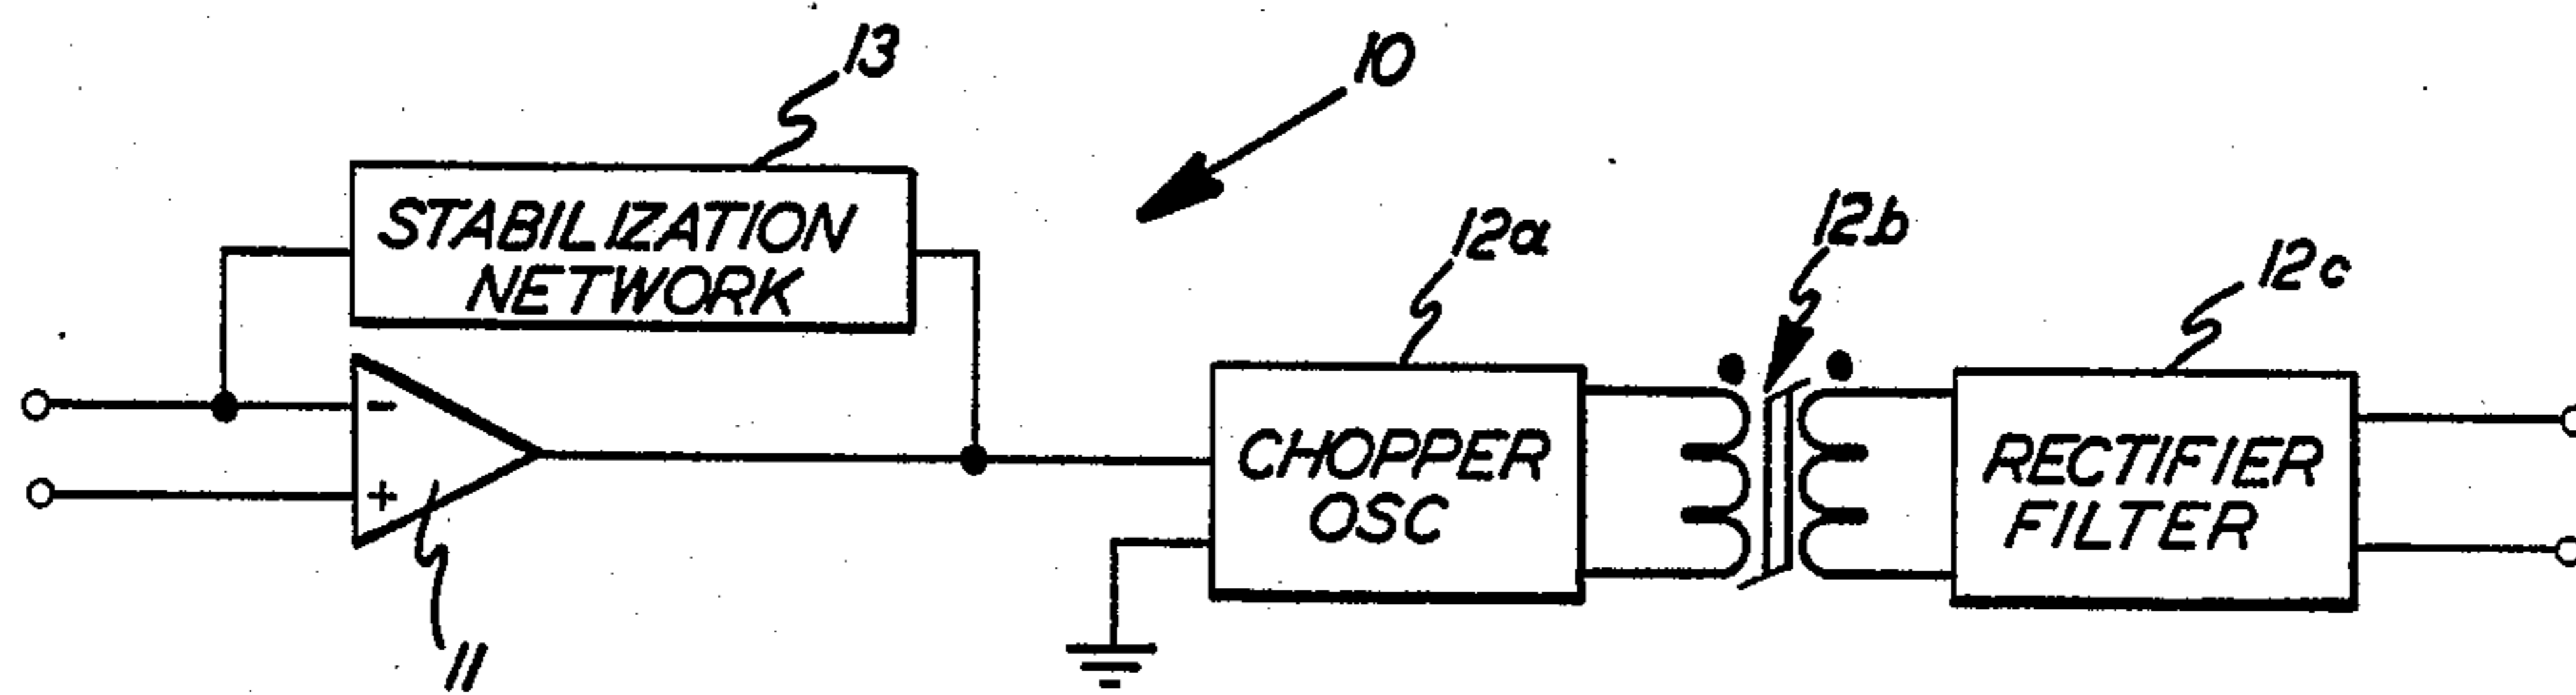 13
10
STABILIZATION
NETWORK
12a
12b
12c
-
+
CHOPPER
OSC
RECTIFIER
FILTER
11